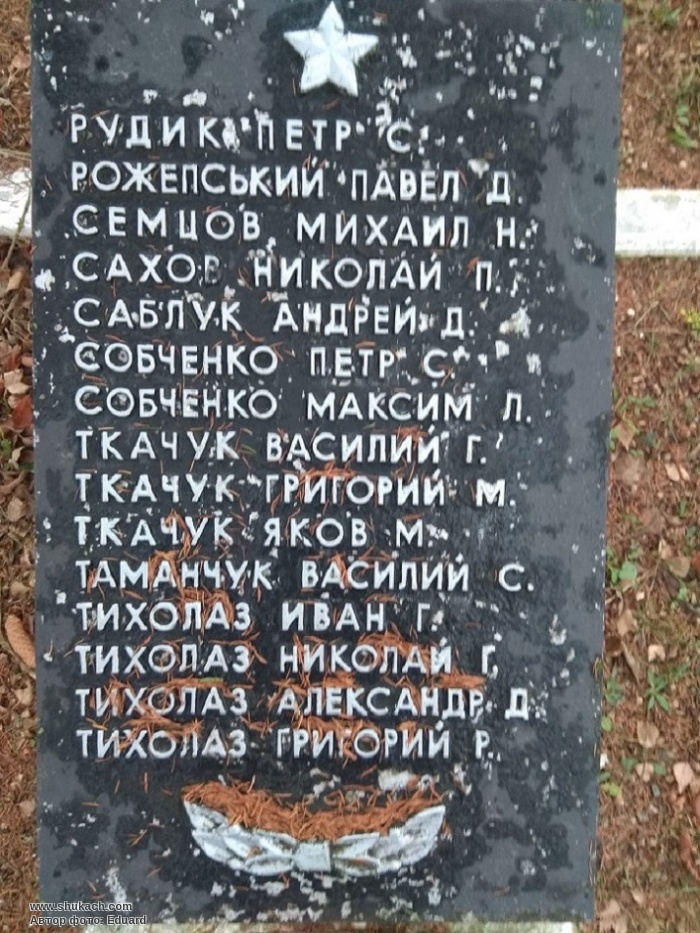 РУДИК ПЕТР С.
РОЖЕПСЬКИЙ ПАВЕЛ Д.
СЕМЦОВ МИХАИЛ Н.
САХОВ НИКОЛАЙ П.
САБЛУК АНДРЕЙ Д.
СОБЧЕНКО ПЕТР С.
СОБЧЕНКО МАКСИМ Л.
ТКАЧУК ВАСИЛИЙ Г.
ТКАЧУК ГРИГОРИЙ М.
ТКАЧУК ЯКОВ М.
ТАМАНЧУК ВАСИЛИЙ С.
ТИХОЛАЗ ИВАН Г.
ТИХОЛАЗ НИКОЛАЙ Г.
ТИХОЛАЗ АЛЕКСАНДР Д.
ТИХОЛАЗ ГРИГОРИЙ Р.
www.shukach.com
Автор фото: Eduard